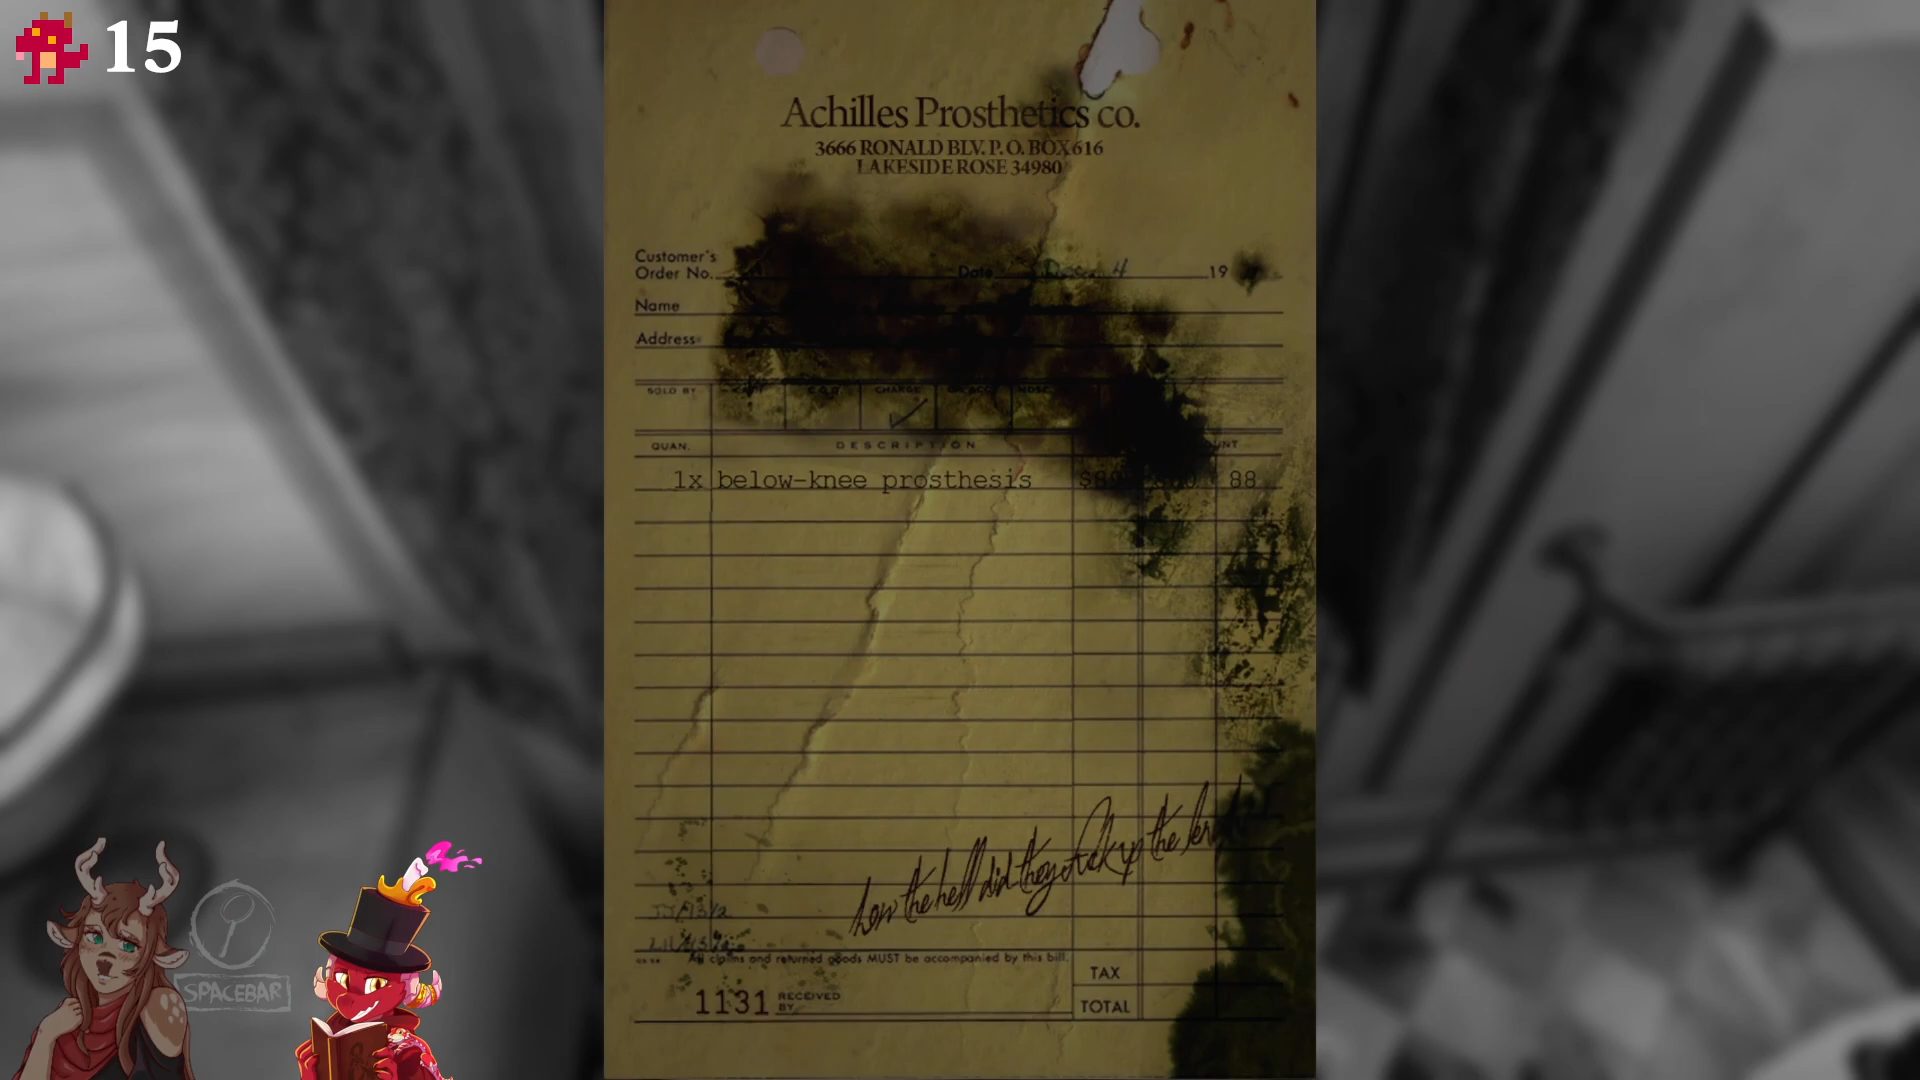 15
Achilles Prosthetics co.
3666 RONALD BLV. P.O. BOX 616
LAKESIDE ROSE 34980
Customer's
Order No. Date 4 19
Name
Address
SOLD BY CHARGE
QUAN. DESCRIPTION
1x below-knee prosthesis 88
how the hell did they fuck up the
All claims and returned goods MUST be accompanied by this bill.
TAX
1131 RECEIVED BY
TOTAL
SPACEBAR